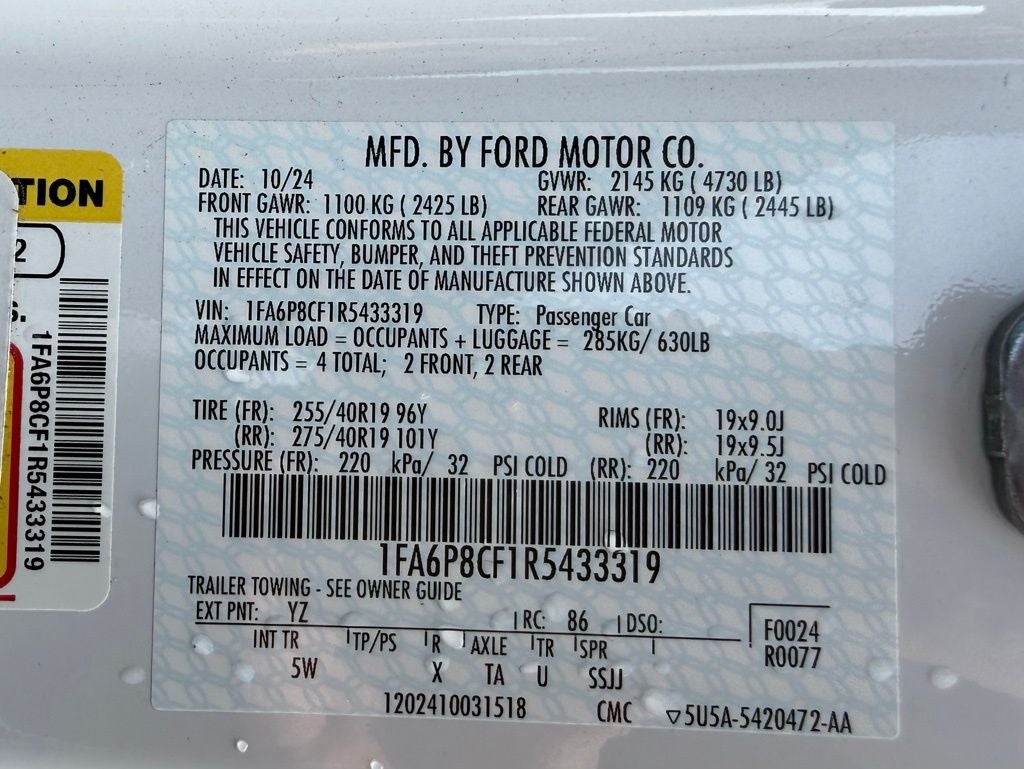 TION
2
S.
1FA6P8CF1R5433319
MFD. BY FORD MOTOR CO.
DATE: 10/24 GVWR: 2145 KG ( 4730 LB)
FRONT GAWR: 1100 KG ( 2425 LB) REAR GAWR: 1109 KG ( 2445 LB)
THIS VEHICLE CONFORMS TO ALL APPLICABLE FEDERAL MOTOR
VEHICLE SAFETY, BUMPER, AND THEFT PREVENTION STANDARDS
IN EFFECT ON THE DATE OF MANUFACTURE SHOWN ABOVE.
VIN: 1FA6P8CF1R5433319 TYPE: Passenger Car
MAXIMUM LOAD = OCCUPANTS + LUGGAGE = 285KG/ 630LB
OCCUPANTS = 4 TOTAL; 2 FRONT, 2 REAR
TIRE (FR): 255/40R19 96Y RIMS (FR): 19x9.0J
(RR): 275/40R19 101Y (RR): 19x9.5J
PRESSURE (FR): 220 kPa/ 32 PSI COLD (RR): 220 kPa/ 32 PSI COLD
1FA6P8CF1R5433319
TRAILER TOWING - SEE OWNER GUIDE
EXT PNT: YZ RC: 86 DSO:
F0024
R0077
INT TR TP/PS R AXLE TR SPR
5W X TA U SSJJ
1202410031518 CMC ▽5U5A-5420472-AA